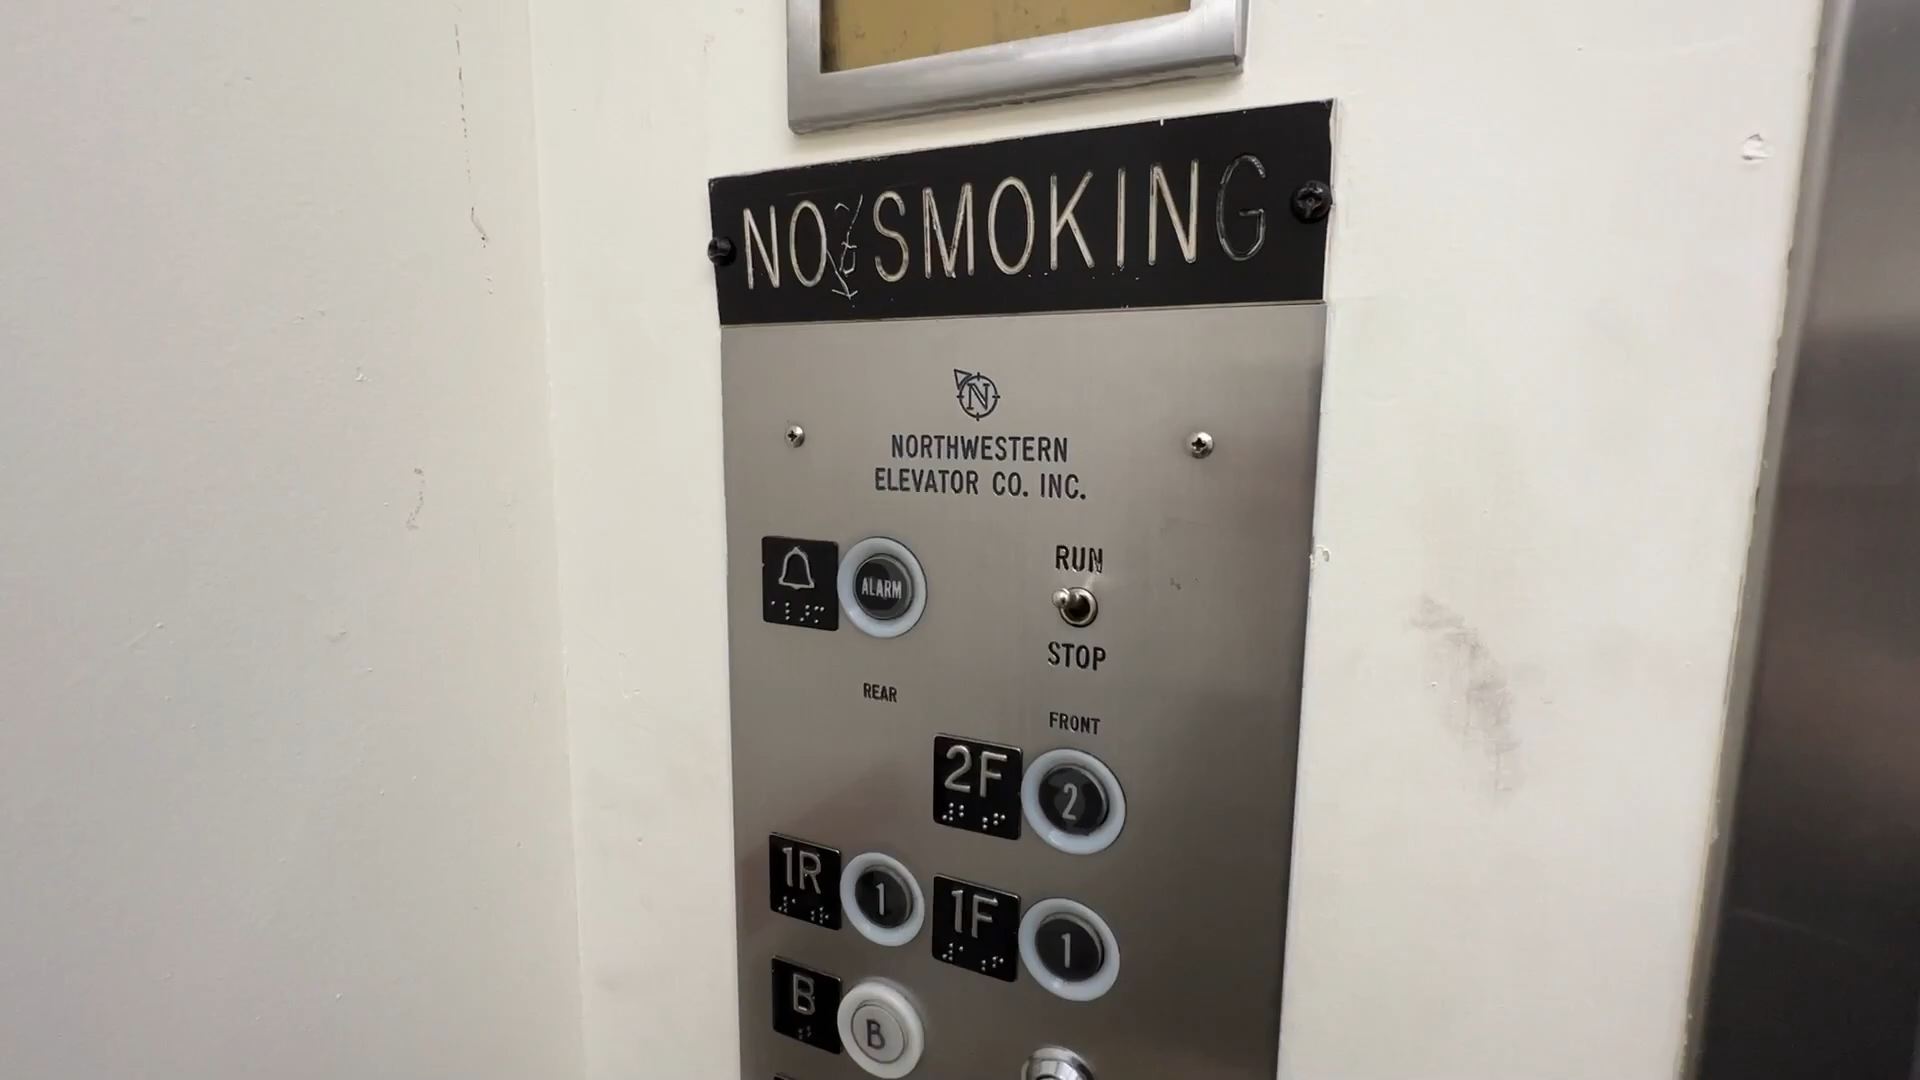 NO SMOKING
N
NORTHWESTERN
ELEVATOR CO. INC.
ALARM
RUN
STOP
REAR
FRONT
2F 2
1R 1
1F 1
B B